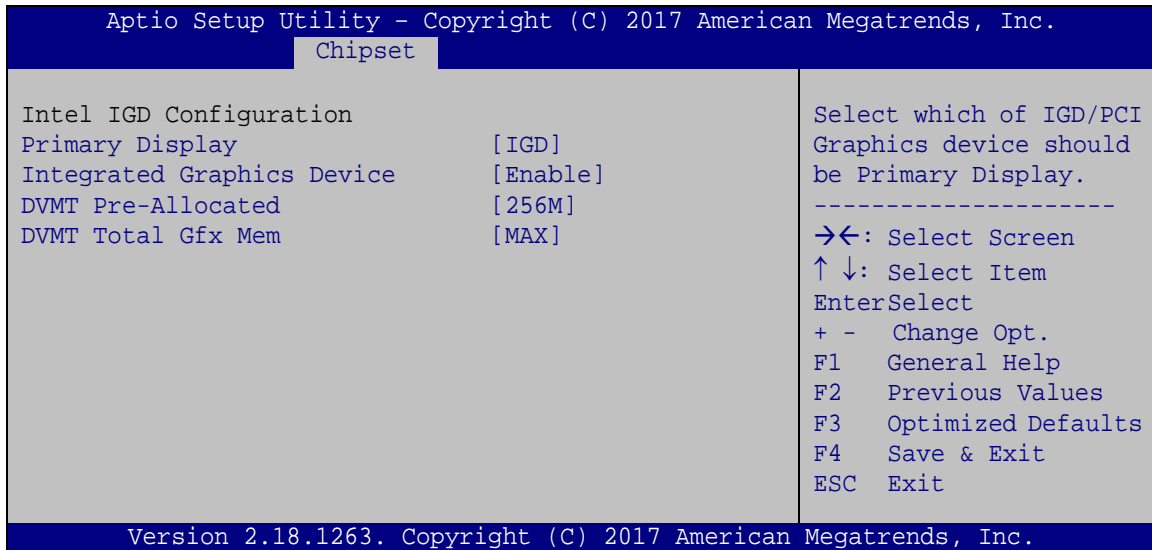 Aptio Setup Utility – Copyright (C) 2017 American Megatrends, Inc.
Chipset
Intel IGD Configuration
Primary Display [IGD]
Integrated Graphics Device [Enable]
DVMT Pre-Allocated [256M]
DVMT Total Gfx Mem [MAX]
Select which of IGD/PCI
Graphics device should
be Primary Display.
---------------------
→←: Select Screen
↑ ↓: Select Item
EnterSelect
+ - Change Opt.
F1 General Help
F2 Previous Values
F3 Optimized Defaults
F4 Save & Exit
ESC Exit
Version 2.18.1263. Copyright (C) 2017 American Megatrends, Inc.